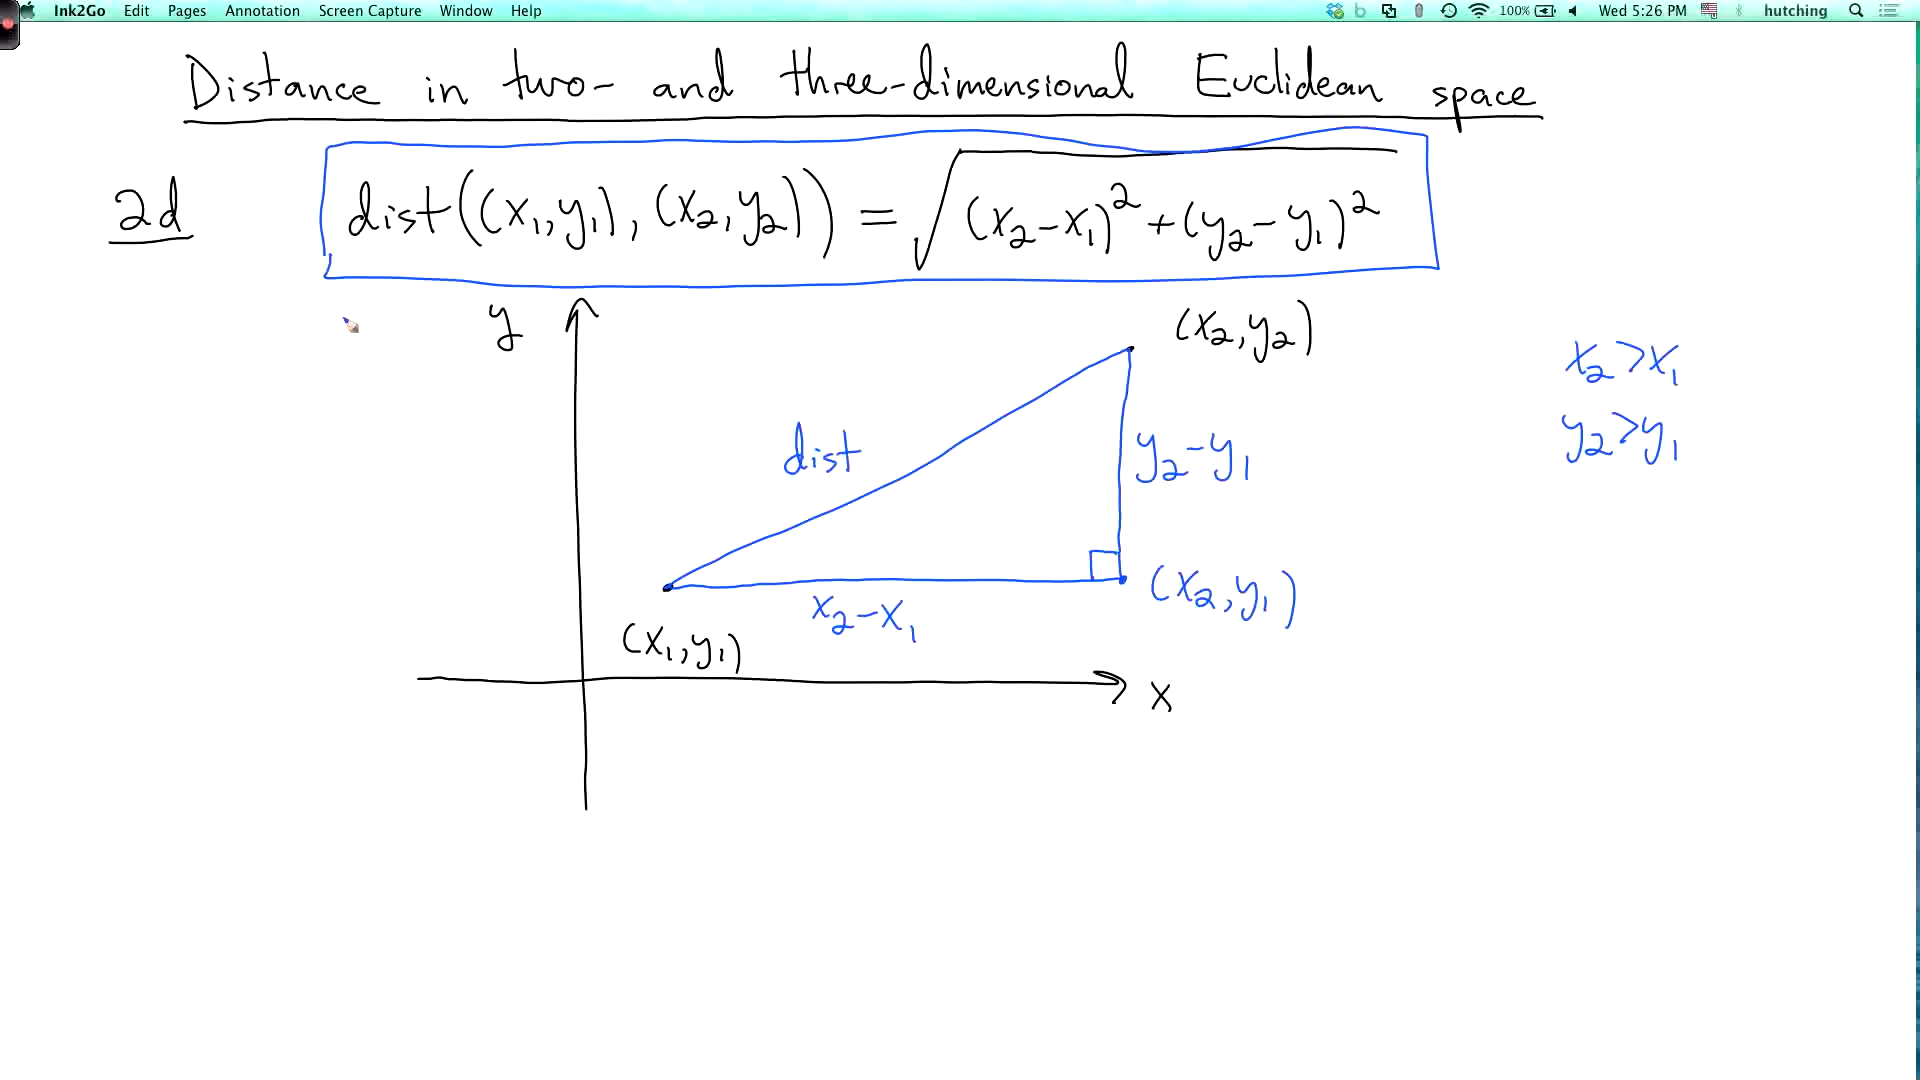 Ink2Go Edit Pages Annotation Screen Capture Window Help 100% Wed 5:26 PM hutching
Distance in two- and three-dimensional Euclidean space
2d dist((x₁,y₁),(x₂,y₂)) = √(x₂-x₁)²+(y₂-y₁)²
y
(x₂,y₂)
x₂>x₁
dist
y₂-y₁
y₂>y₁
(x₂,y₁)
x₂-x₁
(x₁,y₁)
x